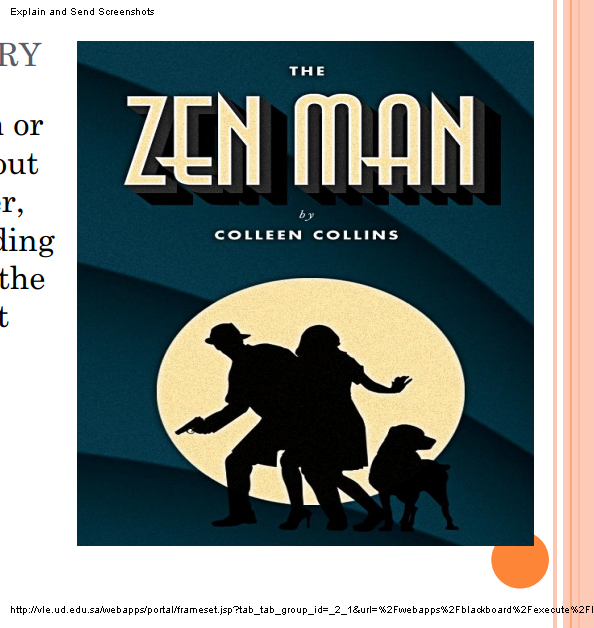 Explain and Send Screenshots
RY
THE
ZEN MAN
by
COLLEEN COLLINS
or
out
r,
ding
the
t
http://vle.ud.edu.sa/webapps/portal/frameset.jsp?tab_tab_group_id=_2_1&url=%2Fwebapps%2Fblackboard%2Fexecute%2Fl